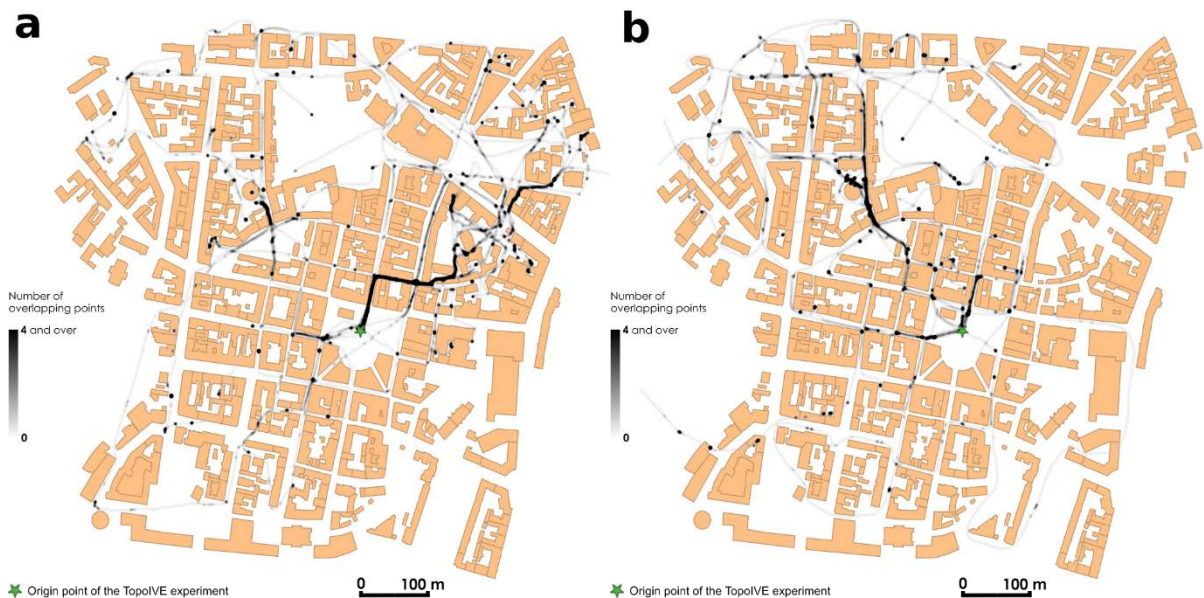 a
b
Number of
overlapping points
4 and over
0
Number of
overlapping points
4 and over
0
Origin point of the TopoIVE experiment
0 100 m
Origin point of the TopoIVE experiment
0 100 m